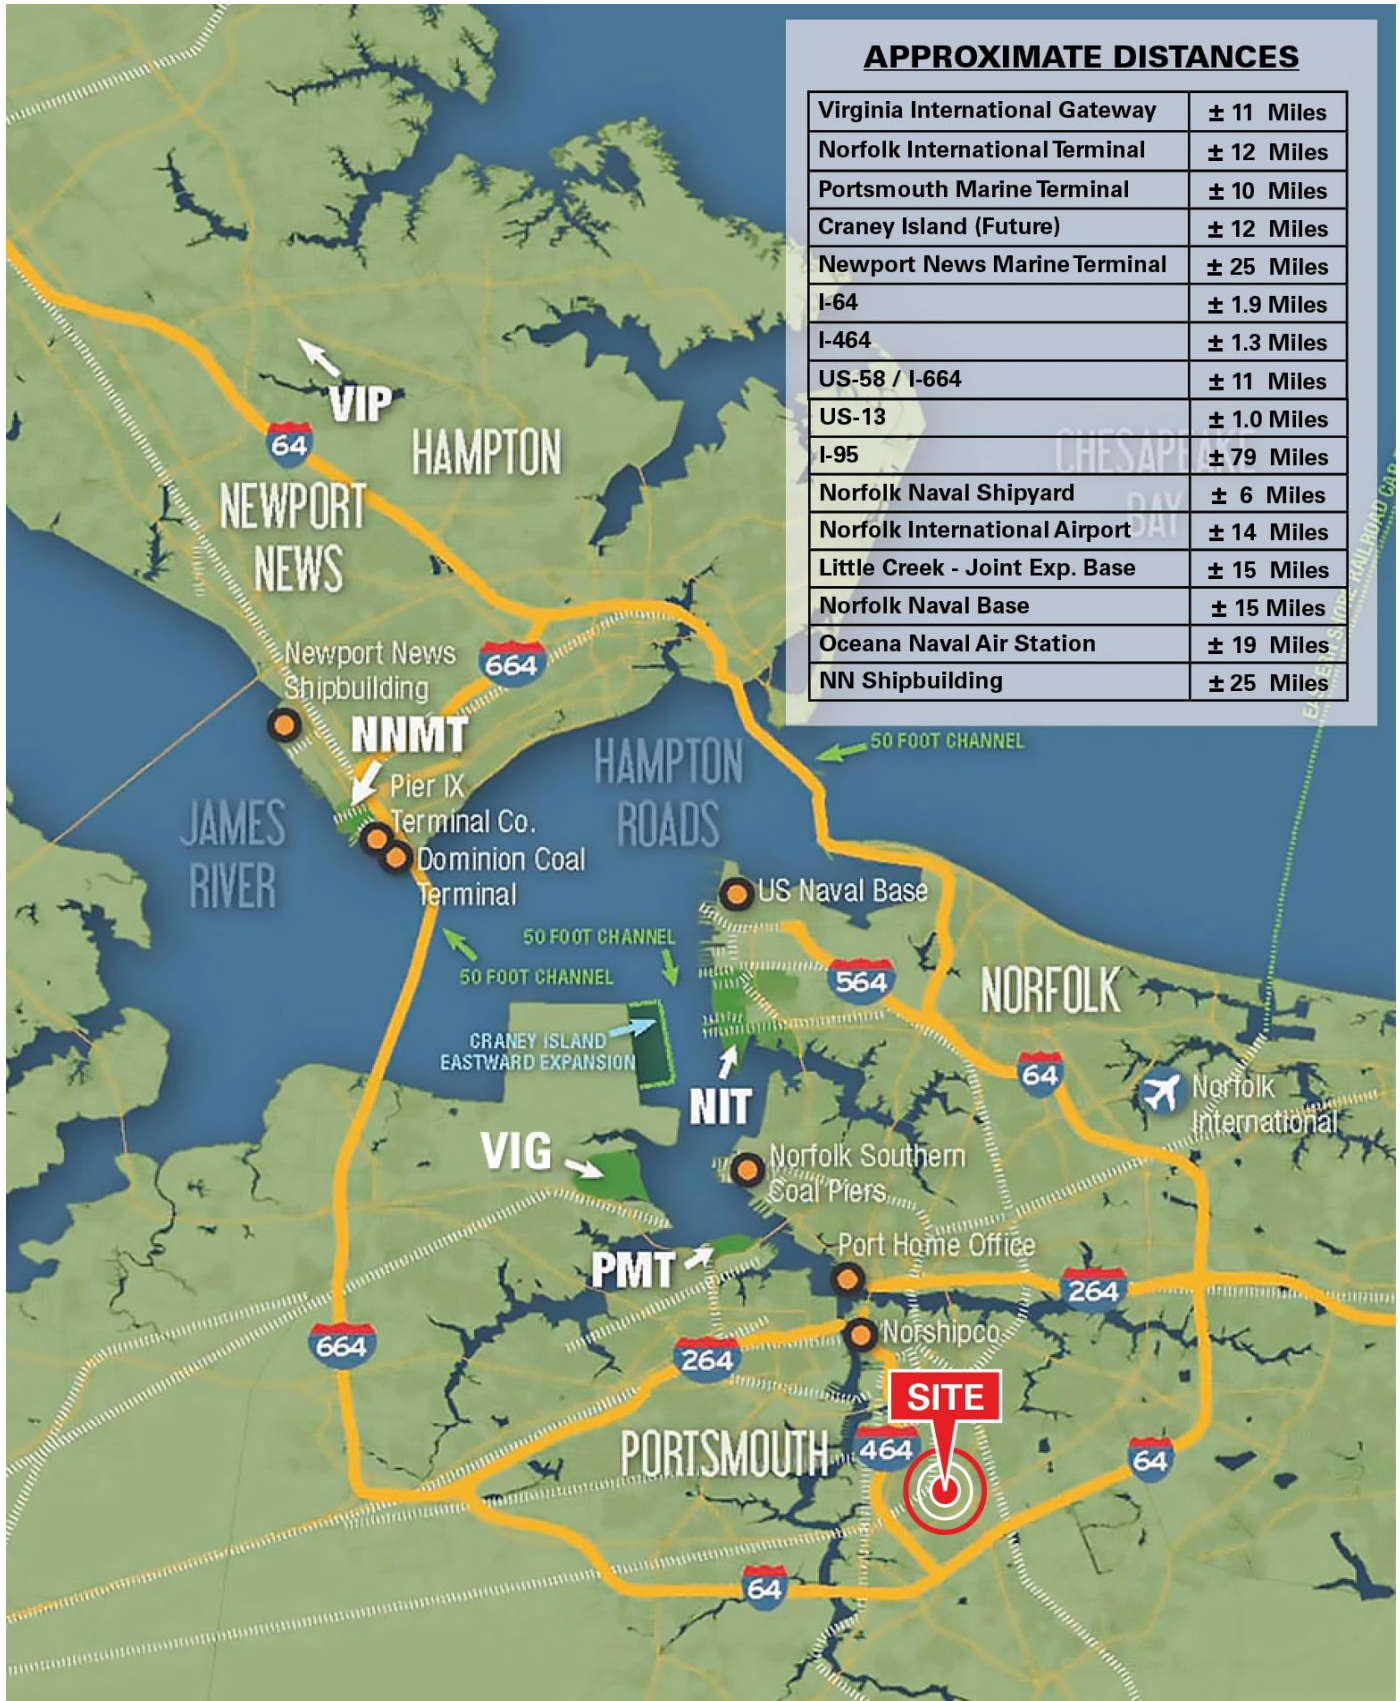 APPROXIMATE DISTANCES
Virginia International Gateway ± 11 Miles
Norfolk International Terminal ± 12 Miles
Portsmouth Marine Terminal ± 10 Miles
Craney Island (Future) ± 12 Miles
Newport News Marine Terminal ± 25 Miles
I-64 ± 1.9 Miles
I-464 ± 1.3 Miles
US-58 / I-664 ± 11 Miles
US-13 ± 1.0 Miles
I-95 ± 79 Miles
Norfolk Naval Shipyard ± 6 Miles
Norfolk International Airport ± 14 Miles
Little Creek - Joint Exp. Base ± 15 Miles
Norfolk Naval Base ± 15 Miles
Oceana Naval Air Station ± 19 Miles
NN Shipbuilding ± 25 Miles
CHESAPEAKE
BAY
EASTERN SHORE RAILROAD CAR
VIP
64
HAMPTON
NEWPORT
NEWS
Newport News
Shipbuilding
664
NNMT
Pier IX
Terminal Co.
Dominion Coal
Terminal
JAMES
RIVER
HAMPTON
ROADS
50 FOOT CHANNEL
US Naval Base
50 FOOT CHANNEL
50 FOOT CHANNEL
564
NORFOLK
CRANEY ISLAND
EASTWARD EXPANSION
64
NIT
Norfolk
International
VIG
Norfolk Southern
Coal Piers
PMT
Port Home Office
264
Norshipco
664
264
SITE
PORTSMOUTH
464
64
64